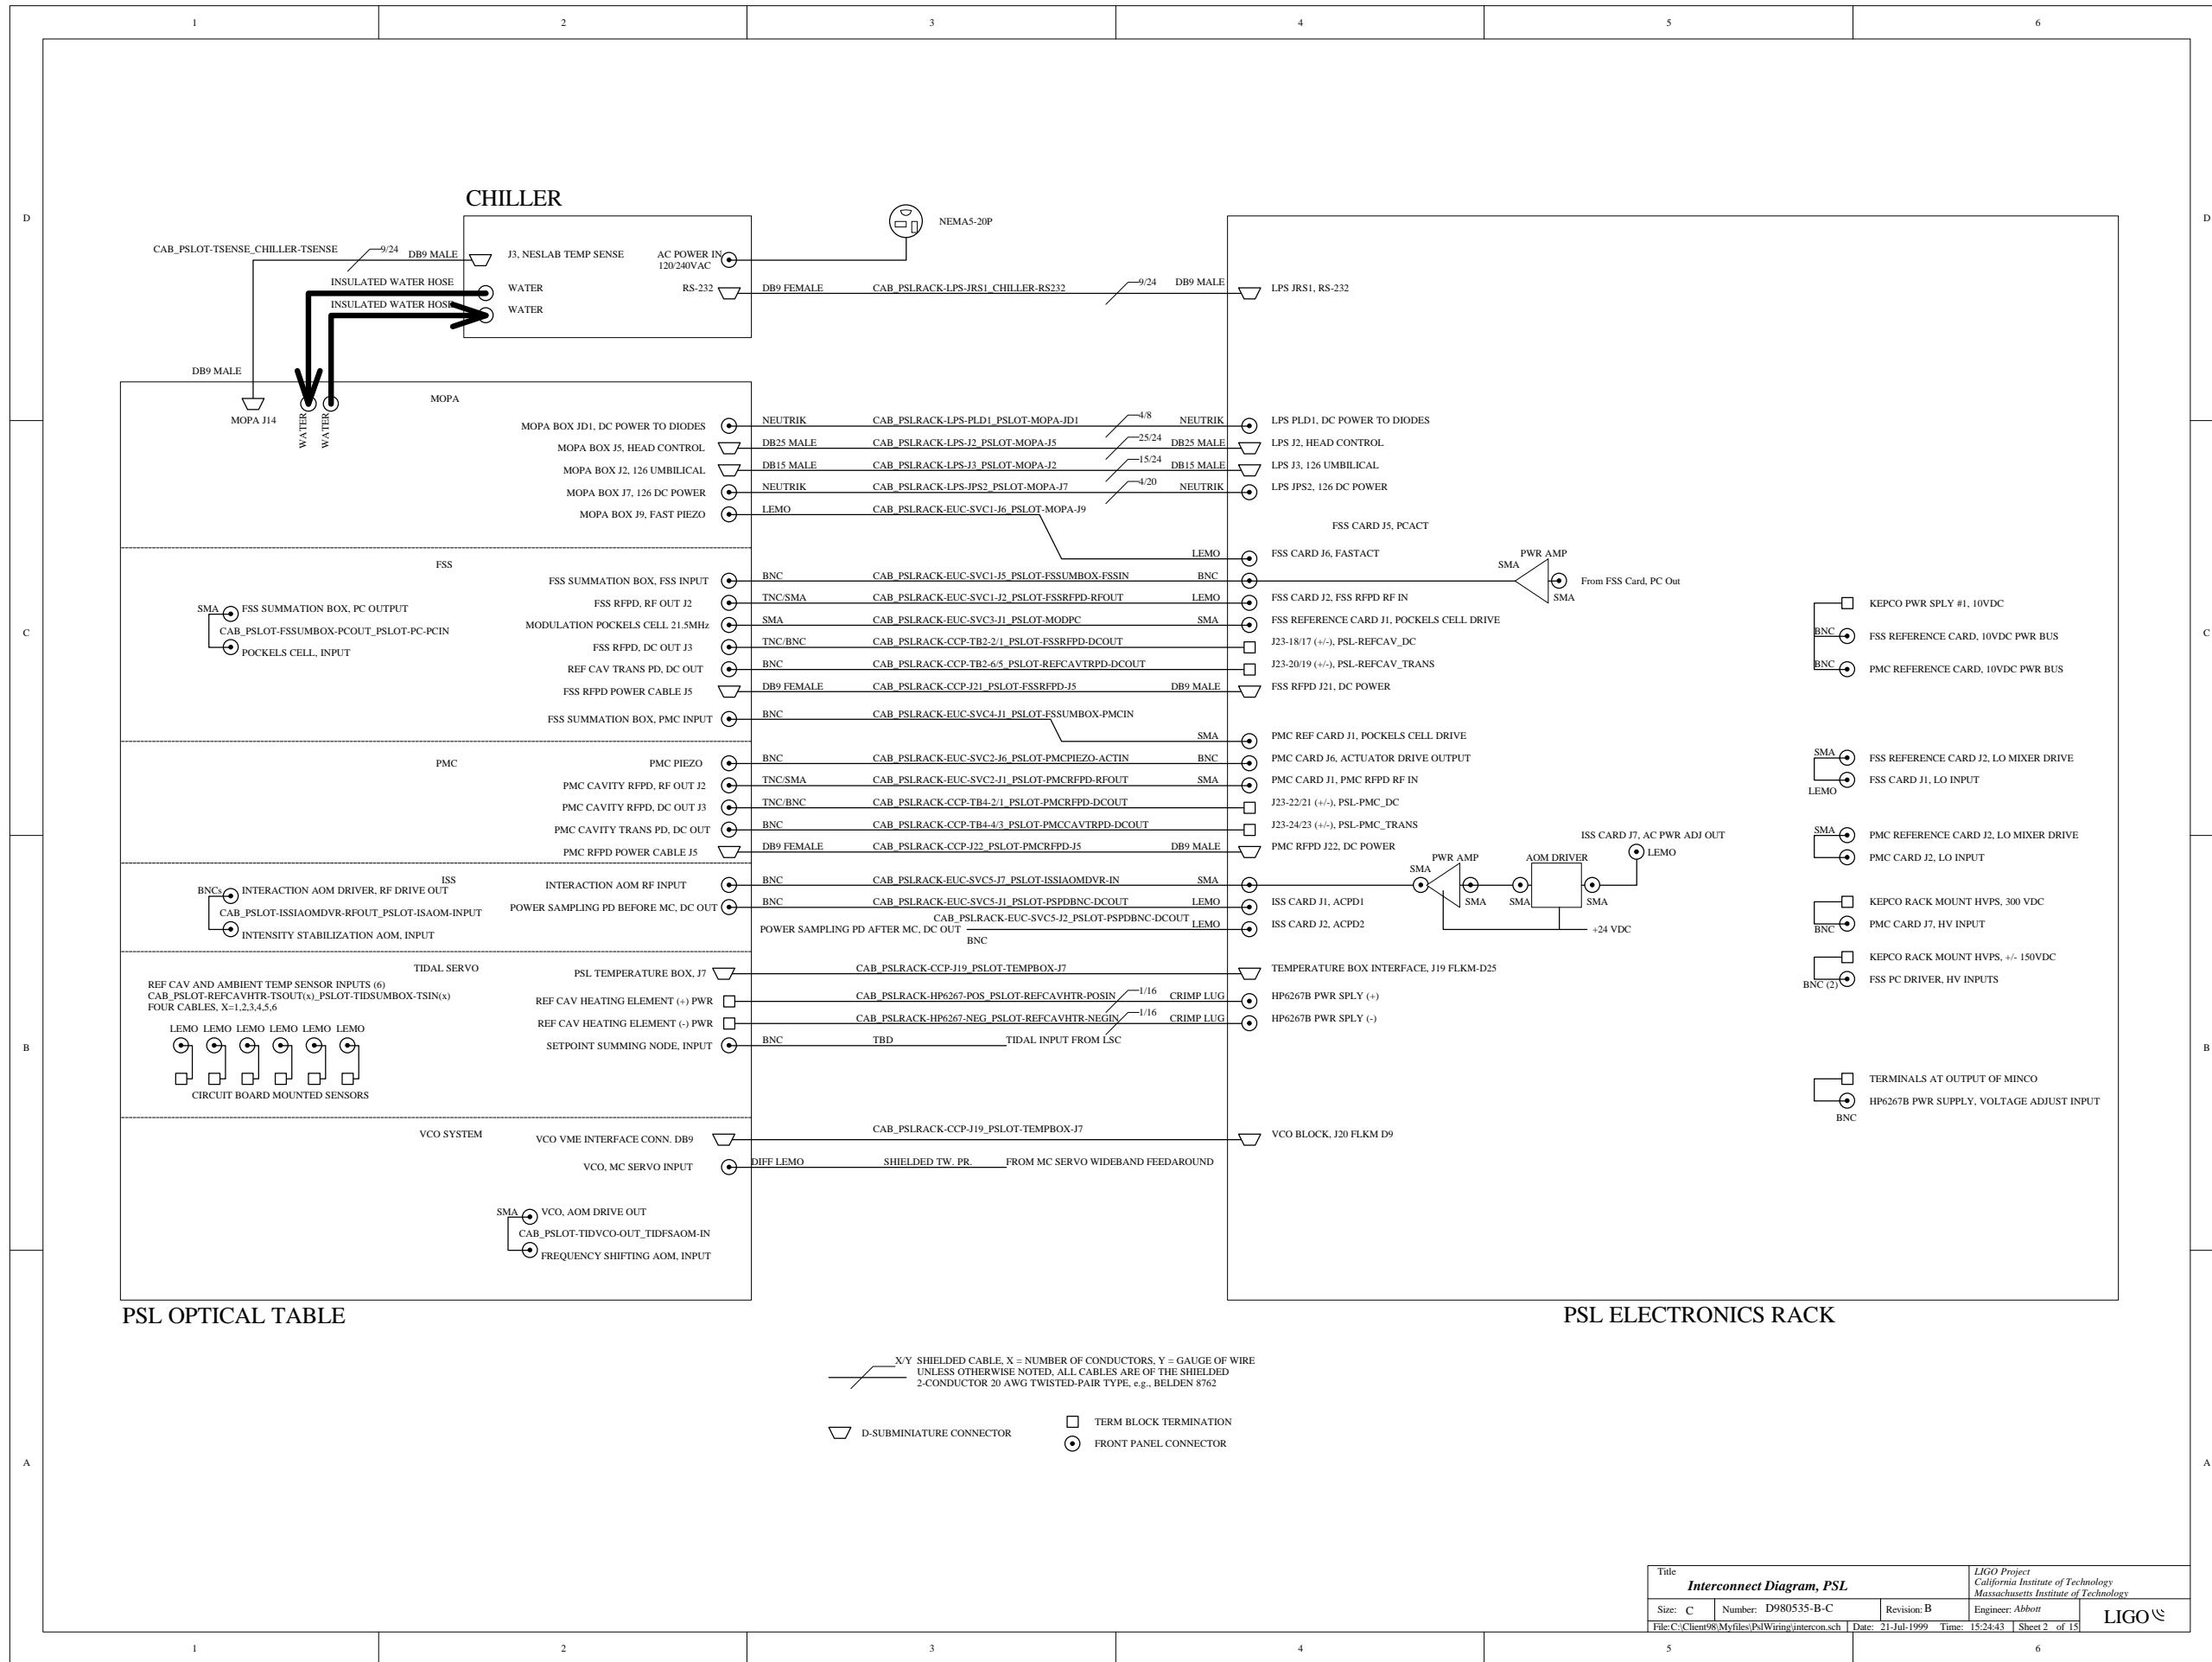 1 2 3 4 5 6
D D
CHILLER
NEMA5-20P
CAB_PSLOT-TSENSE_CHILLER-TSENSE 9/24 DB9 MALE J3, NESLAB TEMP SENSE AC POWER IN
120/240VAC
INSULATED WATER HOSE WATER RS-232 DB9 FEMALE CAB_PSLRACK-LPS-JRS1_CHILLER-RS232 9/24 DB9 MALE LPS JRS1, RS-232
INSULATED WATER HOSE WATER
DB9 MALE
MOPA
MOPA J14 WATER WATER
MOPA BOX JD1, DC POWER TO DIODES NEUTRIK CAB_PSLRACK-LPS-PLD1_PSLOT-MOPA-JD1 4/8 NEUTRIK LPS PLD1, DC POWER TO DIODES
MOPA BOX J5, HEAD CONTROL DB25 MALE CAB_PSLRACK-LPS-J2_PSLOT-MOPA-J5 25/24 DB25 MALE LPS J2, HEAD CONTROL
MOPA BOX J2, 126 UMBILICAL DB15 MALE CAB_PSLRACK-LPS-J3_PSLOT-MOPA-J2 15/24 DB15 MALE LPS J3, 126 UMBILICAL
MOPA BOX J7, 126 DC POWER NEUTRIK CAB_PSLRACK-LPS-JPS2_PSLOT-MOPA-J7 4/20 NEUTRIK LPS JPS2, 126 DC POWER
MOPA BOX J9, FAST PIEZO LEMO CAB_PSLRACK-EUC-SVC1-J6_PSLOT-MOPA-J9
FSS CARD J5, PCACT
LEMO FSS CARD J6, FASTACT PWR AMP
SMA
FSS
FSS SUMMATION BOX, FSS INPUT BNC CAB_PSLRACK-EUC-SVC1-J5_PSLOT-FSSUMBOX-FSSIN BNC From FSS Card, PC Out
SMA
FSS RFPD, RF OUT J2 TNC/SMA CAB_PSLRACK-EUC-SVC1-J2_PSLOT-FSSRFPD-RFOUT LEMO FSS CARD J2, FSS RFPD RF IN
KEPCO PWR SPLY #1, 10VDC
SMA FSS SUMMATION BOX, PC OUTPUT
MODULATION POCKELS CELL 21.5MHz SMA CAB_PSLRACK-EUC-SVC3-J1_PSLOT-MODPC SMA FSS REFERENCE CARD J1, POCKELS CELL DRIVE
CAB_PSLOT-FSSUMBOX-PCOUT_PSLOT-PC-PCIN
C C
BNC FSS REFERENCE CARD, 10VDC PWR BUS
POCKELS CELL, INPUT
FSS RFPD, DC OUT J3 TNC/BNC CAB_PSLRACK-CCP-TB2-2/1_PSLOT-FSSRFPD-DCOUT J23-18/17 (+/-), PSL-REFCAV_DC
REF CAV TRANS PD, DC OUT BNC CAB_PSLRACK-CCP-TB2-6/5_PSLOT-REFCAVTRPD-DCOUT J23-20/19 (+/-), PSL-REFCAV_TRANS
BNC PMC REFERENCE CARD, 10VDC PWR BUS
FSS RFPD POWER CABLE J5 DB9 FEMALE CAB_PSLRACK-CCP-J21_PSLOT-FSSRFPD-J5 DB9 MALE FSS RFPD J21, DC POWER
FSS SUMMATION BOX, PMC INPUT BNC CAB_PSLRACK-EUC-SVC4-J1_PSLOT-FSSUMBOX-PMCIN
SMA PMC REF CARD J1, POCKELS CELL DRIVE
PMC
PMC PIEZO BNC CAB_PSLRACK-EUC-SVC2-J6_PSLOT-PMCPIEZO-ACTIN BNC PMC CARD J6, ACTUATOR DRIVE OUTPUT
SMA FSS REFERENCE CARD J2, LO MIXER DRIVE
PMC CAVITY RFPD, RF OUT J2 TNC/SMA CAB_PSLRACK-EUC-SVC2-J1_PSLOT-PMCRFPD-RFOUT SMA PMC CARD J1, PMC RFPD RF IN
FSS CARD J1, LO INPUT
LEMO
PMC CAVITY RFPD, DC OUT J3 TNC/BNC CAB_PSLRACK-CCP-TB4-2/1_PSLOT-PMCRFPD-DCOUT J23-22/21 (+/-), PSL-PMC_DC
PMC CAVITY TRANS PD, DC OUT BNC CAB_PSLRACK-CCP-TB4-4/3_PSLOT-PMCCAVTRPD-DCOUT J23-24/23 (+/-), PSL-PMC_TRANS
ISS CARD J7, AC PWR ADJ OUT
SMA PMC REFERENCE CARD J2, LO MIXER DRIVE
PMC RFPD POWER CABLE J5 DB9 FEMALE CAB_PSLRACK-CCP-J22_PSLOT-PMCRFPD-J5 DB9 MALE PMC RFPD J22, DC POWER
LEMO
PMC CARD J2, LO INPUT
PWR AMP AOM DRIVER
SMA
ISS
INTERACTION AOM RF INPUT BNC CAB_PSLRACK-EUC-SVC5-J7_PSLOT-ISSIAOMDVR-IN SMA
BNCs INTERACTION AOM DRIVER, RF DRIVE OUT
SMA SMA SMA
KEPCO RACK MOUNT HVPS, 300 VDC
POWER SAMPLING PD BEFORE MC, DC OUT BNC CAB_PSLRACK-EUC-SVC5-J1_PSLOT-PSPDBNC-DCOUT LEMO ISS CARD J1, ACPD1
CAB_PSLOT-ISSIAOMDVR-RFOUT_PSLOT-ISAOM-INPUT
CAB_PSLRACK-EUC-SVC5-J2_PSLOT-PSPDBNC-DCOUT
PMC CARD J7, HV INPUT
BNC
POWER SAMPLING PD AFTER MC, DC OUT LEMO ISS CARD J2, ACPD2
+24 VDC
INTENSITY STABILIZATION AOM, INPUT
BNC
KEPCO RACK MOUNT HVPS, +/- 150VDC
TIDAL SERVO
PSL TEMPERATURE BOX, J7 CAB_PSLRACK-CCP-J19_PSLOT-TEMPBOX-J7 TEMPERATURE BOX INTERFACE, J19 FLKM-D25
FSS PC DRIVER, HV INPUTS
BNC (2)
REF CAV AND AMBIENT TEMP SENSOR INPUTS (6)
CAB_PSLOT-REFCAVHTR-TSOUT(x)_PSLOT-TIDSUMBOX-TSIN(x)
FOUR CABLES, X=1,2,3,4,5,6
REF CAV HEATING ELEMENT (+) PWR CAB_PSLRACK-HP6267-POS_PSLOT-REFCAVHTR-POSIN 1/16 CRIMP LUG HP6267B PWR SPLY (+)
REF CAV HEATING ELEMENT (-) PWR CAB_PSLRACK-HP6267-NEG_PSLOT-REFCAVHTR-NEGIN 1/16 CRIMP LUG HP6267B PWR SPLY (-)
LEMO LEMO LEMO LEMO LEMO LEMO
SETPOINT SUMMING NODE, INPUT BNC TBD TIDAL INPUT FROM LSC
B B
CIRCUIT BOARD MOUNTED SENSORS
TERMINALS AT OUTPUT OF MINCO
HP6267B PWR SUPPLY, VOLTAGE ADJUST INPUT
BNC
VCO SYSTEM
VCO VME INTERFACE CONN. DB9 CAB_PSLRACK-CCP-J19_PSLOT-TEMPBOX-J7 VCO BLOCK, J20 FLKM D9
VCO, MC SERVO INPUT DIFF LEMO SHIELDED TW. PR. FROM MC SERVO WIDEBAND FEEDAROUND
SMA VCO, AOM DRIVE OUT
CAB_PSLOT-TIDVCO-OUT_TIDFSAOM-IN
FREQUENCY SHIFTING AOM, INPUT
PSL OPTICAL TABLE PSL ELECTRONICS RACK
X/Y SHIELDED CABLE, X = NUMBER OF CONDUCTORS, Y = GAUGE OF WIRE
UNLESS OTHERWISE NOTED, ALL CABLES ARE OF THE SHIELDED
2-CONDUCTOR 20 AWG TWISTED-PAIR TYPE, e.g., BELDEN 8762
D-SUBMINIATURE CONNECTOR
TERM BLOCK TERMINATION
FRONT PANEL CONNECTOR
A A
Title
Interconnect Diagram, PSL
LIGO Project
California Institute of Technology
Massachusetts Institute of Technology
Size: C Number: D980535-B-C Revision: B Engineer: Abbott
LIGO
File:C:\Client98\Myfiles\PslWiring\intercon.sch Date: 21-Jul-1999 Time: 15:24:43 Sheet 2 of 15
1 2 3 4 5 6